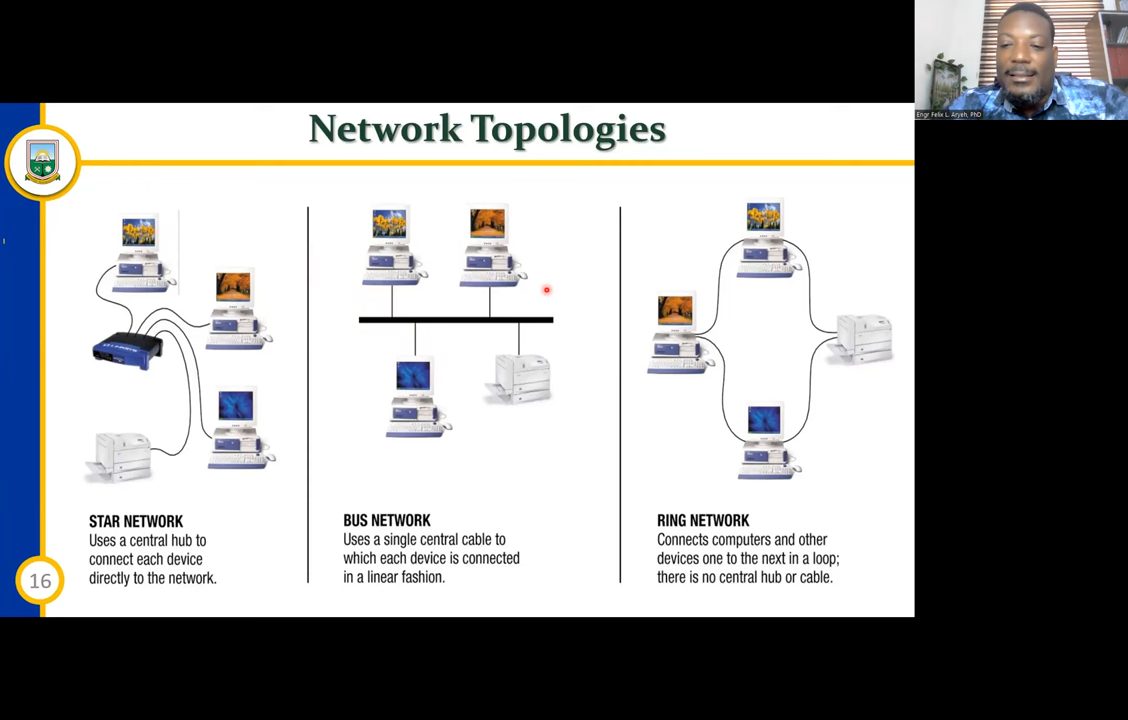 Engr Felix L. Aryeh, PhD
Network Topologies
STAR NETWORK
Uses a central hub to
connect each device
directly to the network.
BUS NETWORK
Uses a single central cable to
which each device is connected
in a linear fashion.
RING NETWORK
Connects computers and other
devices one to the next in a loop;
there is no central hub or cable.
16